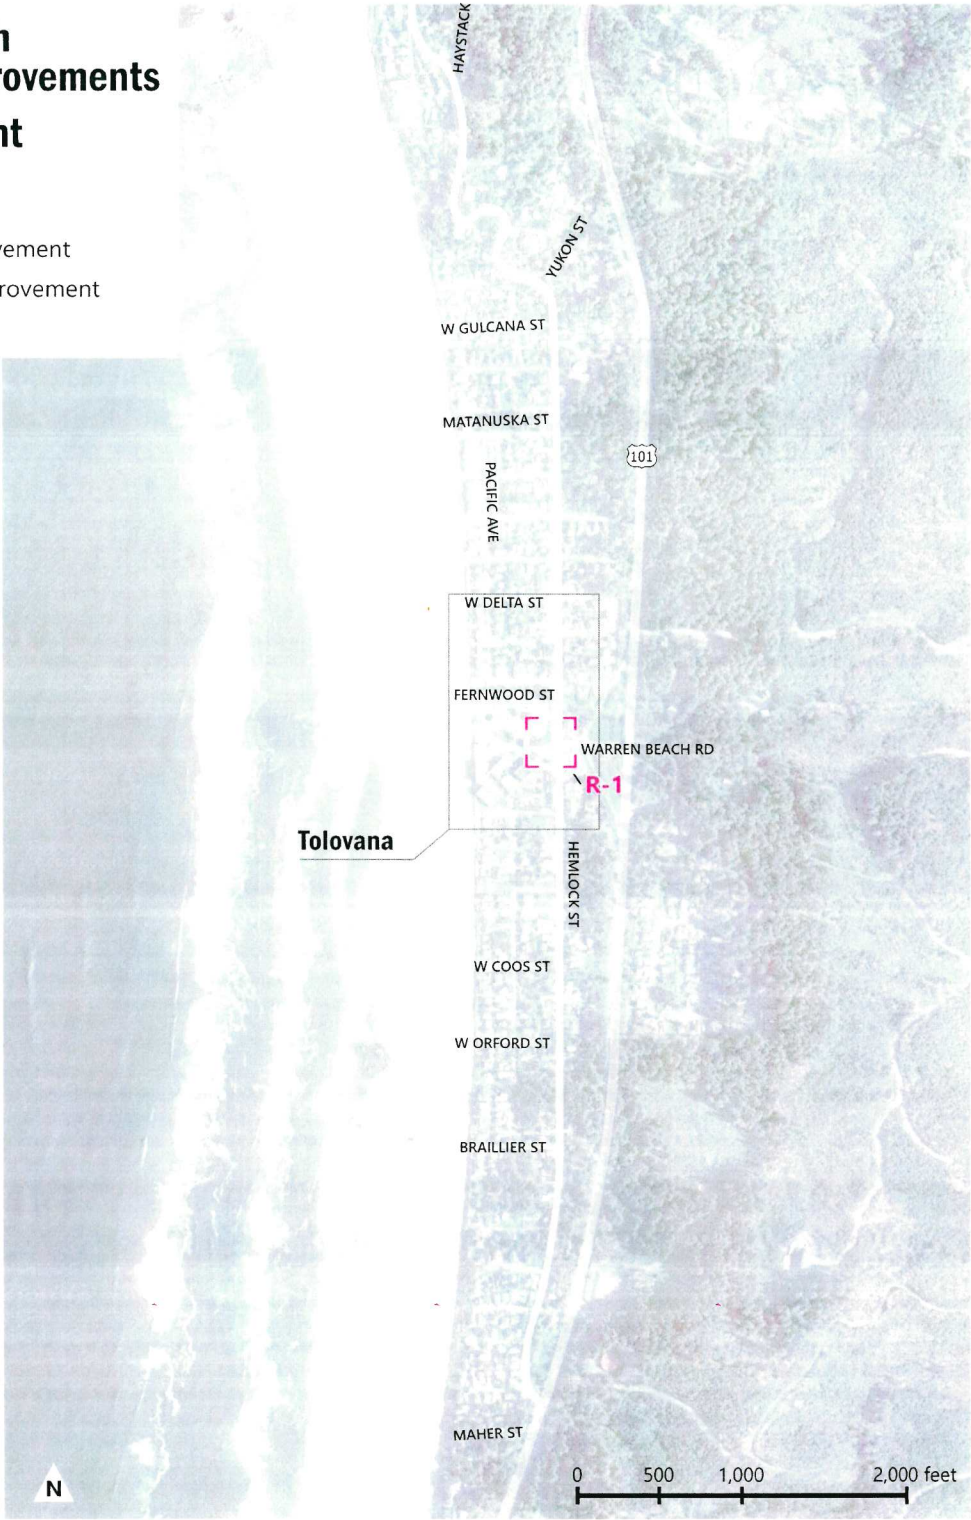 n
rovements
nt
vement
rovement
HAYSTACK
YUKON ST
W GULCANA ST
MATANUSKA ST
101
PACIFIC AVE
W DELTA ST
FERNWOOD ST
WARREN BEACH RD
R-1
Tolovana
HEMLOCK ST
W COOS ST
W ORFORD ST
BRAILLIER ST
MAHER ST
N
0 500 1,000 2,000 feet